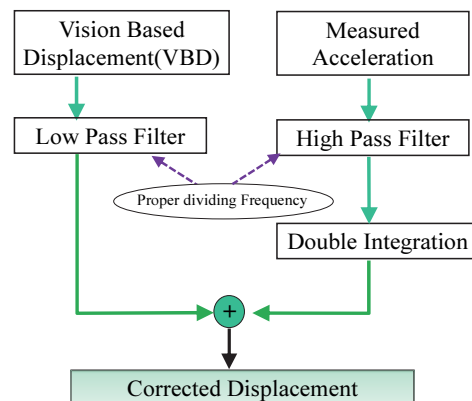 Vision Based
Displacement(VBD)
Measured
Acceleration
Low Pass Filter
High Pass Filter
Proper dividing Frequency
Double Integration
+
Corrected Displacement